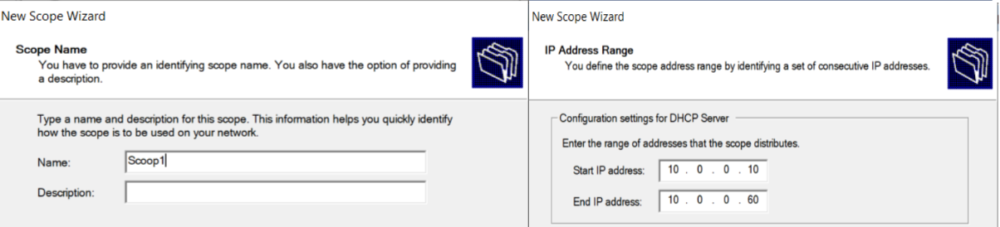 New Scope Wizard
Scope Name
You have to provide an identifying scope name. You also have the option of providing
a description.
Type a name and description for this scope. This information helps you quickly identify
how the scope is to be used on your network.
Name: Scoop1
Description:
New Scope Wizard
IP Address Range
You define the scope address range by identifying a set of consecutive IP addresses.
Configuration settings for DHCP Server
Enter the range of addresses that the scope distributes.
Start IP address: 10 . 0 . 0 . 10
End IP address: 10 . 0 . 0 . 60